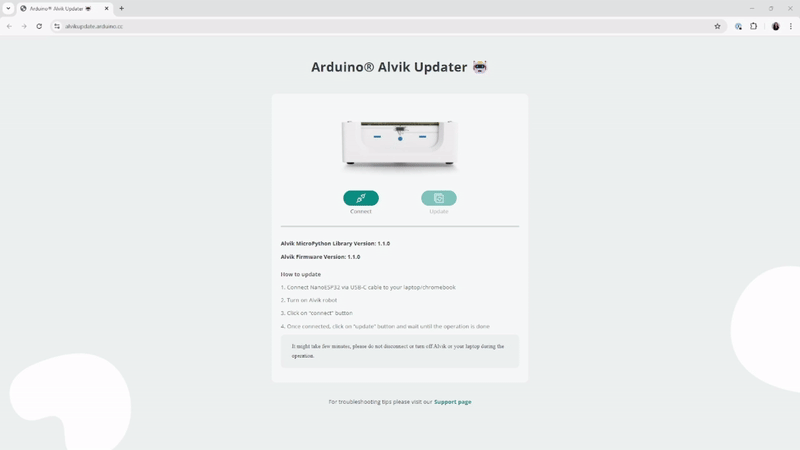 Arduino® Alvik Updater
alvikupdate.arduino.cc
Arduino® Alvik Updater
Connect
Update
Alvik MicroPython Library Version: 1.1.0
Alvik Firmware Version: 1.1.0
How to update
1. Connect NanoESP32 via USB-C cable to your laptop/chromebook
2. Turn on Alvik robot
3. Click on "connect" button
4. Once connected, click on "update" button and wait until the operation is done
It might take few minutes, please do not disconnect or turn off Alvik or your laptop during the
operation.
For troubleshooting tips please visit our Support page